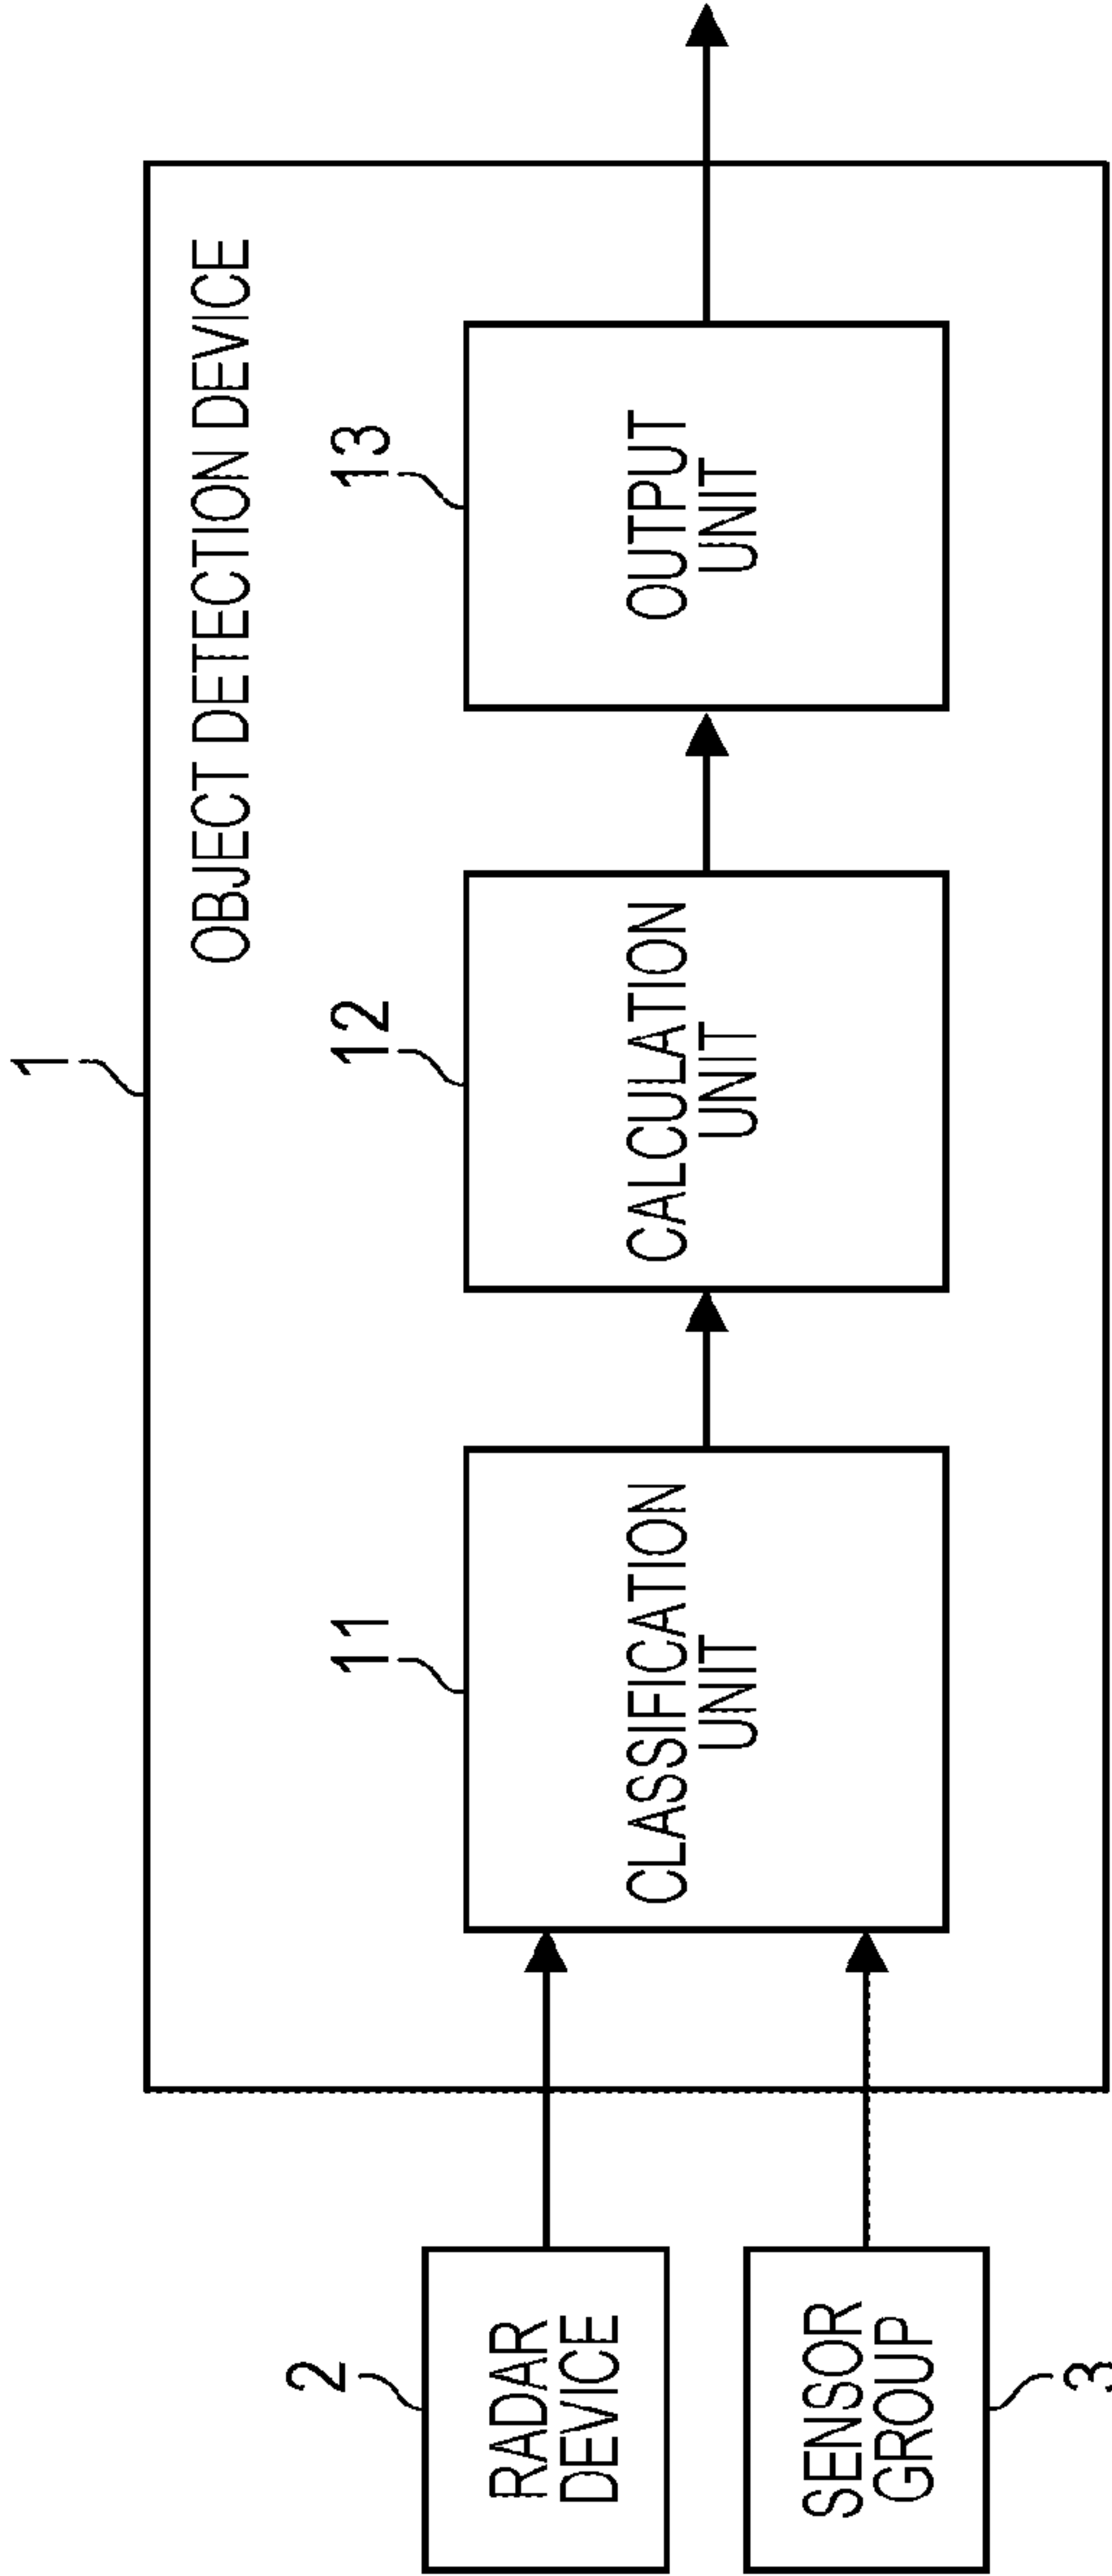 1
OBJECT DETECTION DEVICE
2
RADAR
DEVICE
11
CLASSIFICATION
UNIT
12
CALCULATION
UNIT
13
OUTPUT
UNIT
SENSOR
GROUP
3